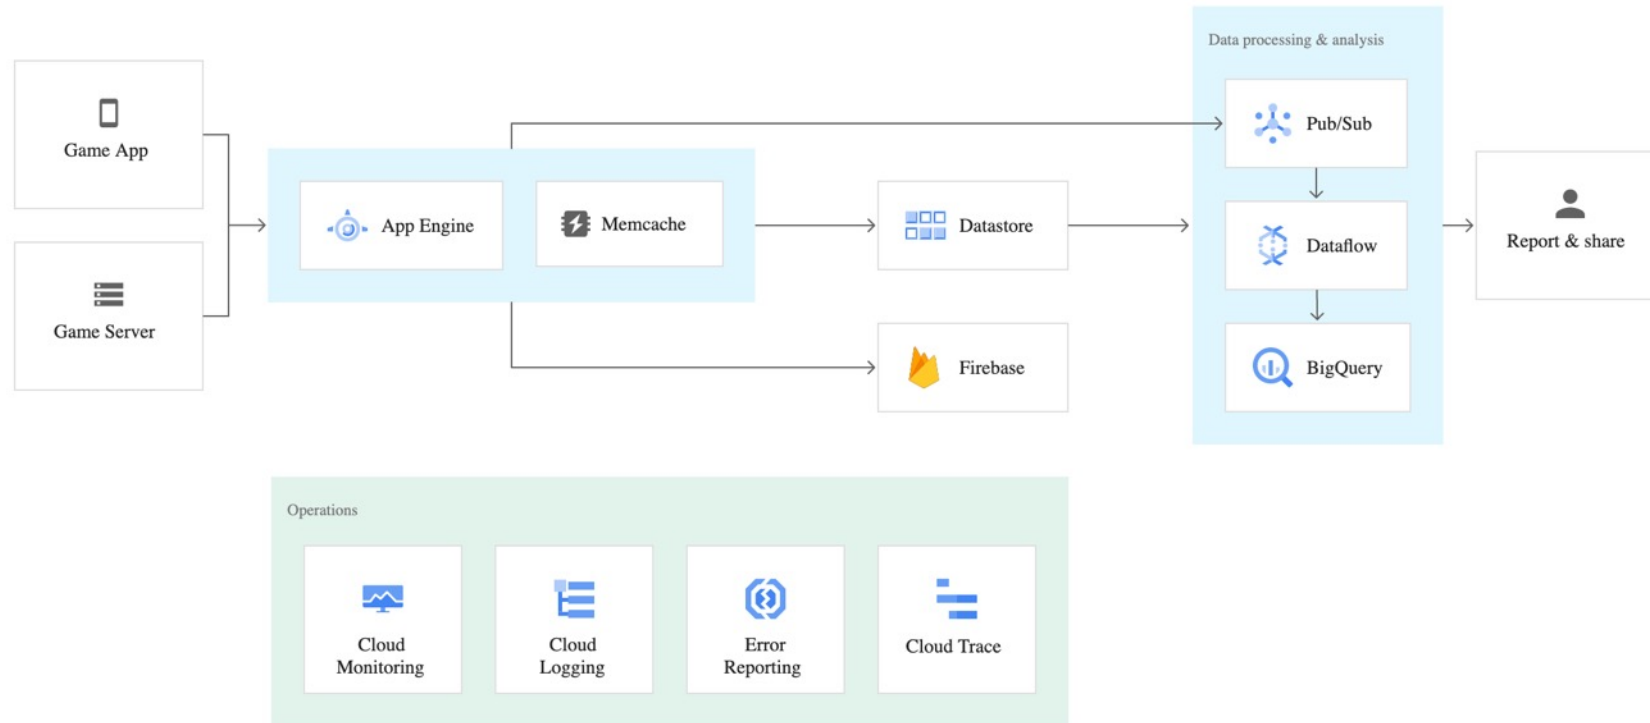 Game App
Game Server
App Engine
Memcache
Datastore
Firebase
Data processing & analysis
Pub/Sub
Dataflow
BigQuery
Report & share
Operations
Cloud
Monitoring
Cloud
Logging
Error
Reporting
Cloud Trace